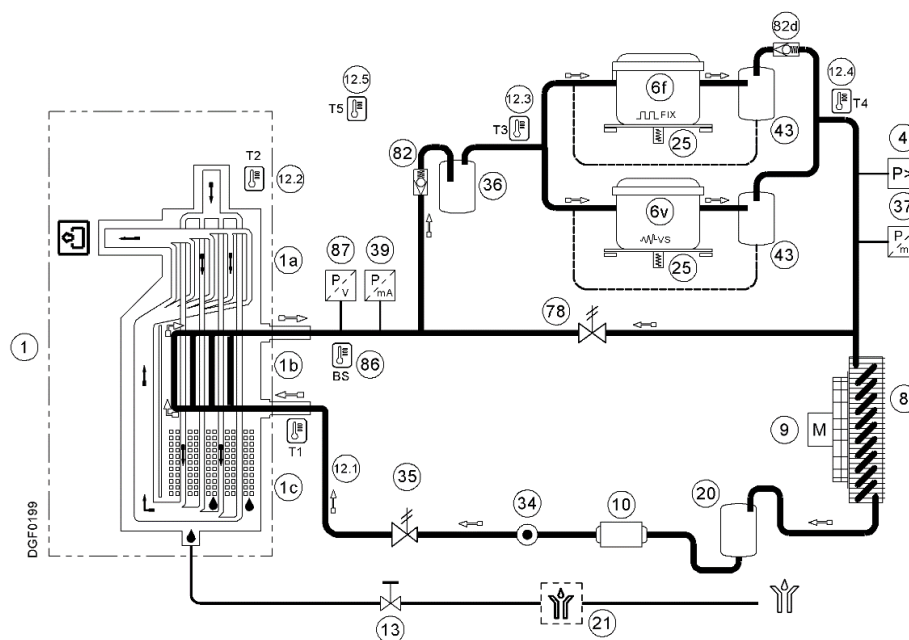 82d
12.5
T5
6f
FIX
12.4
T4
12.3
T3
25
43
4
P>
T2
12.2
82
36
6v
VS
25
43
37
P
m
87
39
1a
P
V
P
mA
78
1
BS
86
1b
8
9
M
T1
12.1
35
34
10
20
1c
DGF0199
13
21